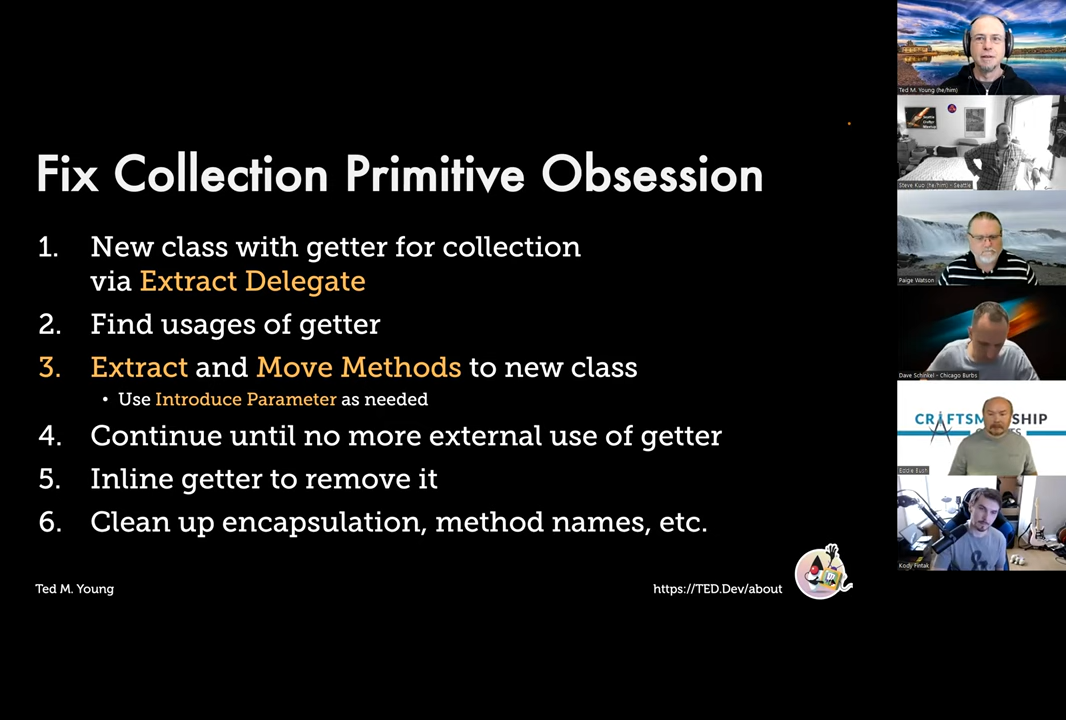 Fix Collection Primitive Obsession
1. New class with getter for collection
via Extract Delegate
2. Find usages of getter
3. Extract and Move Methods to new class
• Use Introduce Parameter as needed
4. Continue until no more external use of getter
5. Inline getter to remove it
6. Clean up encapsulation, method names, etc.
Ted M. Young
https://TED.Dev/about
Ted M. Young (he/him)
Steve Kuo (he/him) - Seattle
Paige Watson
Dave Schinkel - Chicago Burbs
Eddie Bush
Kody Fintak